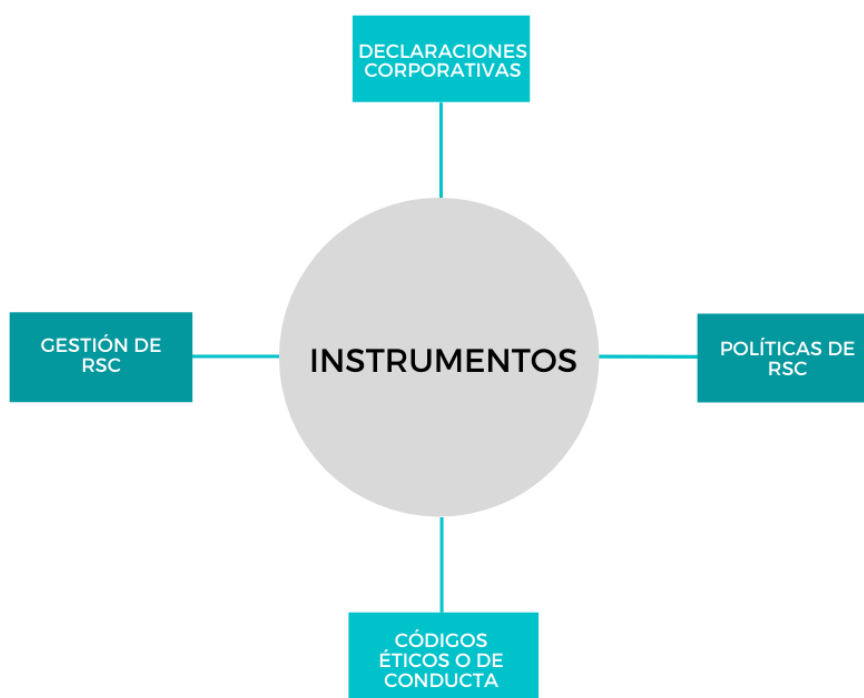 DECLARACIONES
CORPORATIVAS
GESTIÓN DE
RSC
INSTRUMENTOS
POLÍTICAS DE
RSC
CÓDIGOS
ÉTICOS O DE
CONDUCTA